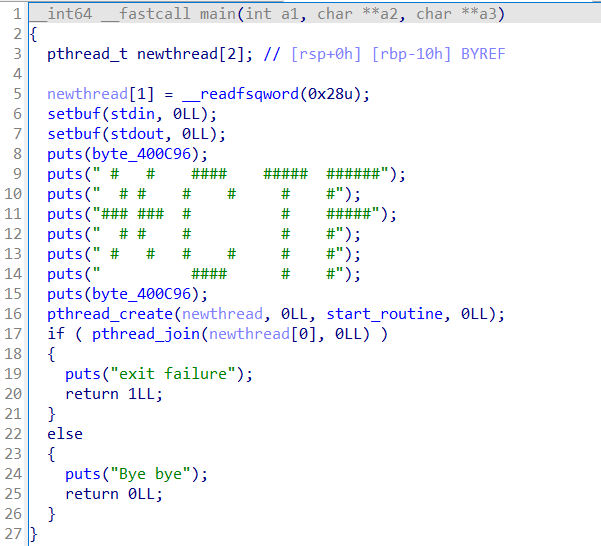 1 __int64 __fastcall main(int a1, char **a2, char **a3)
2 {
3   pthread_t newthread[2]; // [rsp+0h] [rbp-10h] BYREF
4
5   newthread[1] = __readfsqword(0x28u);
6   setbuf(stdin, 0LL);
7   setbuf(stdout, 0LL);
8   puts(byte_400C96);
9   puts(" #   #    ####    #####  ######");
10   puts("  # #    #    #     #    #");
11   puts("### ###  #          #    #####");
12   puts("  # #    #          #    #");
13   puts(" #   #   #    #     #    #");
14   puts("          ####      #    #");
15   puts(byte_400C96);
16   pthread_create(newthread, 0LL, start_routine, 0LL);
17   if ( pthread_join(newthread[0], 0LL) )
18   {
19     puts("exit failure");
20     return 1LL;
21   }
22   else
23   {
24     puts("Bye bye");
25     return 0LL;
26   }
27 }